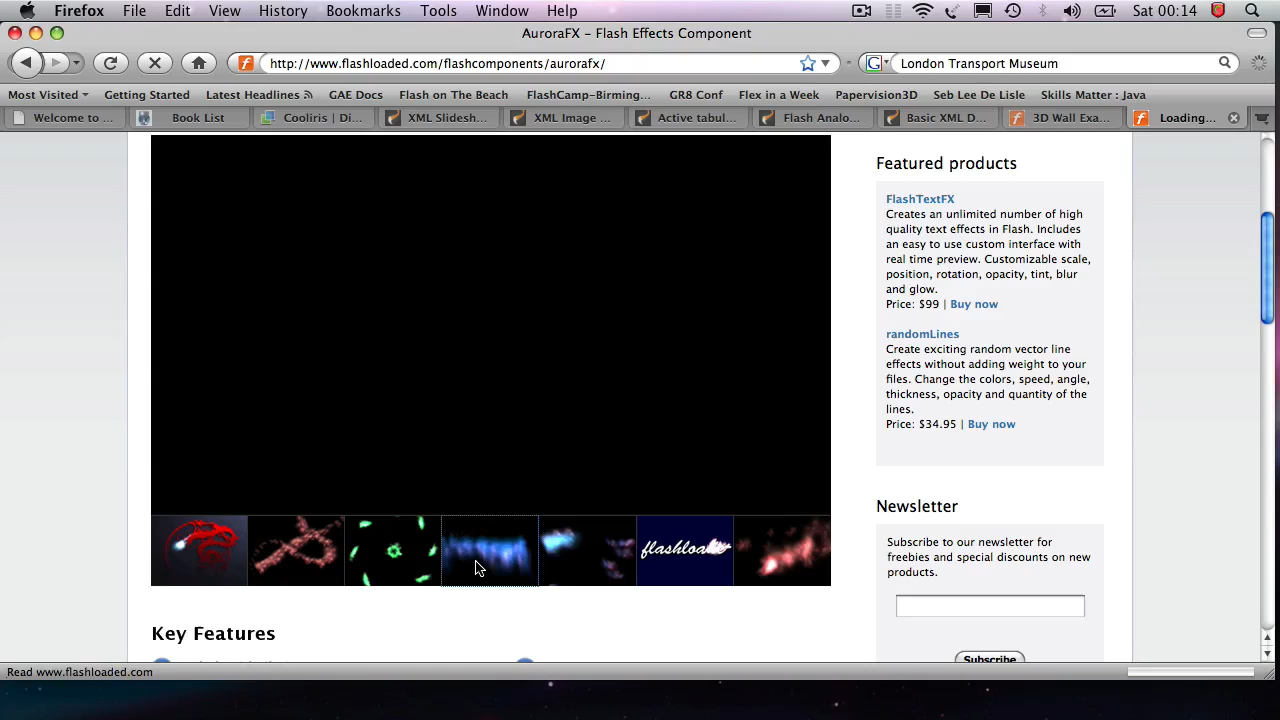 Firefox File Edit View History Bookmarks Tools Window Help Sat 00:14
AuroraFX – Flash Effects Component
http://www.flashloaded.com/flashcomponents/aurorafx/ London Transport Museum
Most Visited Getting Started Latest Headlines GAE Docs Flash on The Beach FlashCamp-Birming... GR8 Conf Flex in a Week Papervision3D Seb Lee De Lisle Skills Matter : Java
Welcome to ... Book List Cooliris | Di... XML Slidesh... XML Image ... Active tabul... Flash Analo... Basic XML D... 3D Wall Exa... Loading...
Featured products
FlashTextFX
Creates an unlimited number of high
quality text effects in Flash. Includes
an easy to use custom interface with
real time preview. Customizable scale,
position, rotation, opacity, tint, blur
and glow.
Price: $99 | Buy now
randomLines
Create exciting random vector line
effects without adding weight to your
files. Change the colors, speed, angle,
thickness, opacity and quantity of the
lines.
Price: $34.95 | Buy now
Newsletter
Subscribe to our newsletter for
freebies and special discounts on new
products.
Subscribe
Key Features
Read www.flashloaded.com